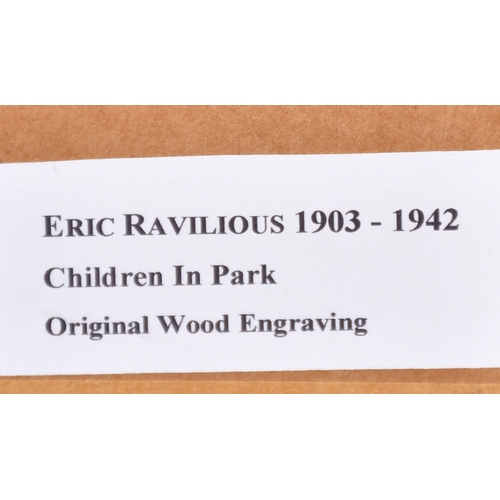 ERIC RAVILIOUS 1903 - 1942
Children In Park
Original Wood Engraving